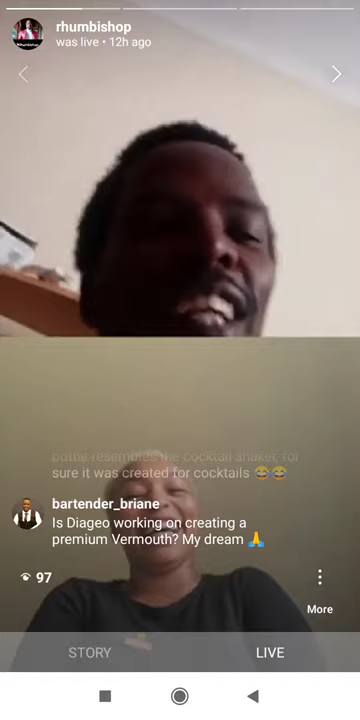 rhumbishop
was live • 12h ago
bottle resembles the cocktail shaker, for
sure it was created for cocktails 😂😂
bartender_briane
Is Diageo working on creating a
premium Vermouth? My dream 🙏
97
More
STORY
LIVE